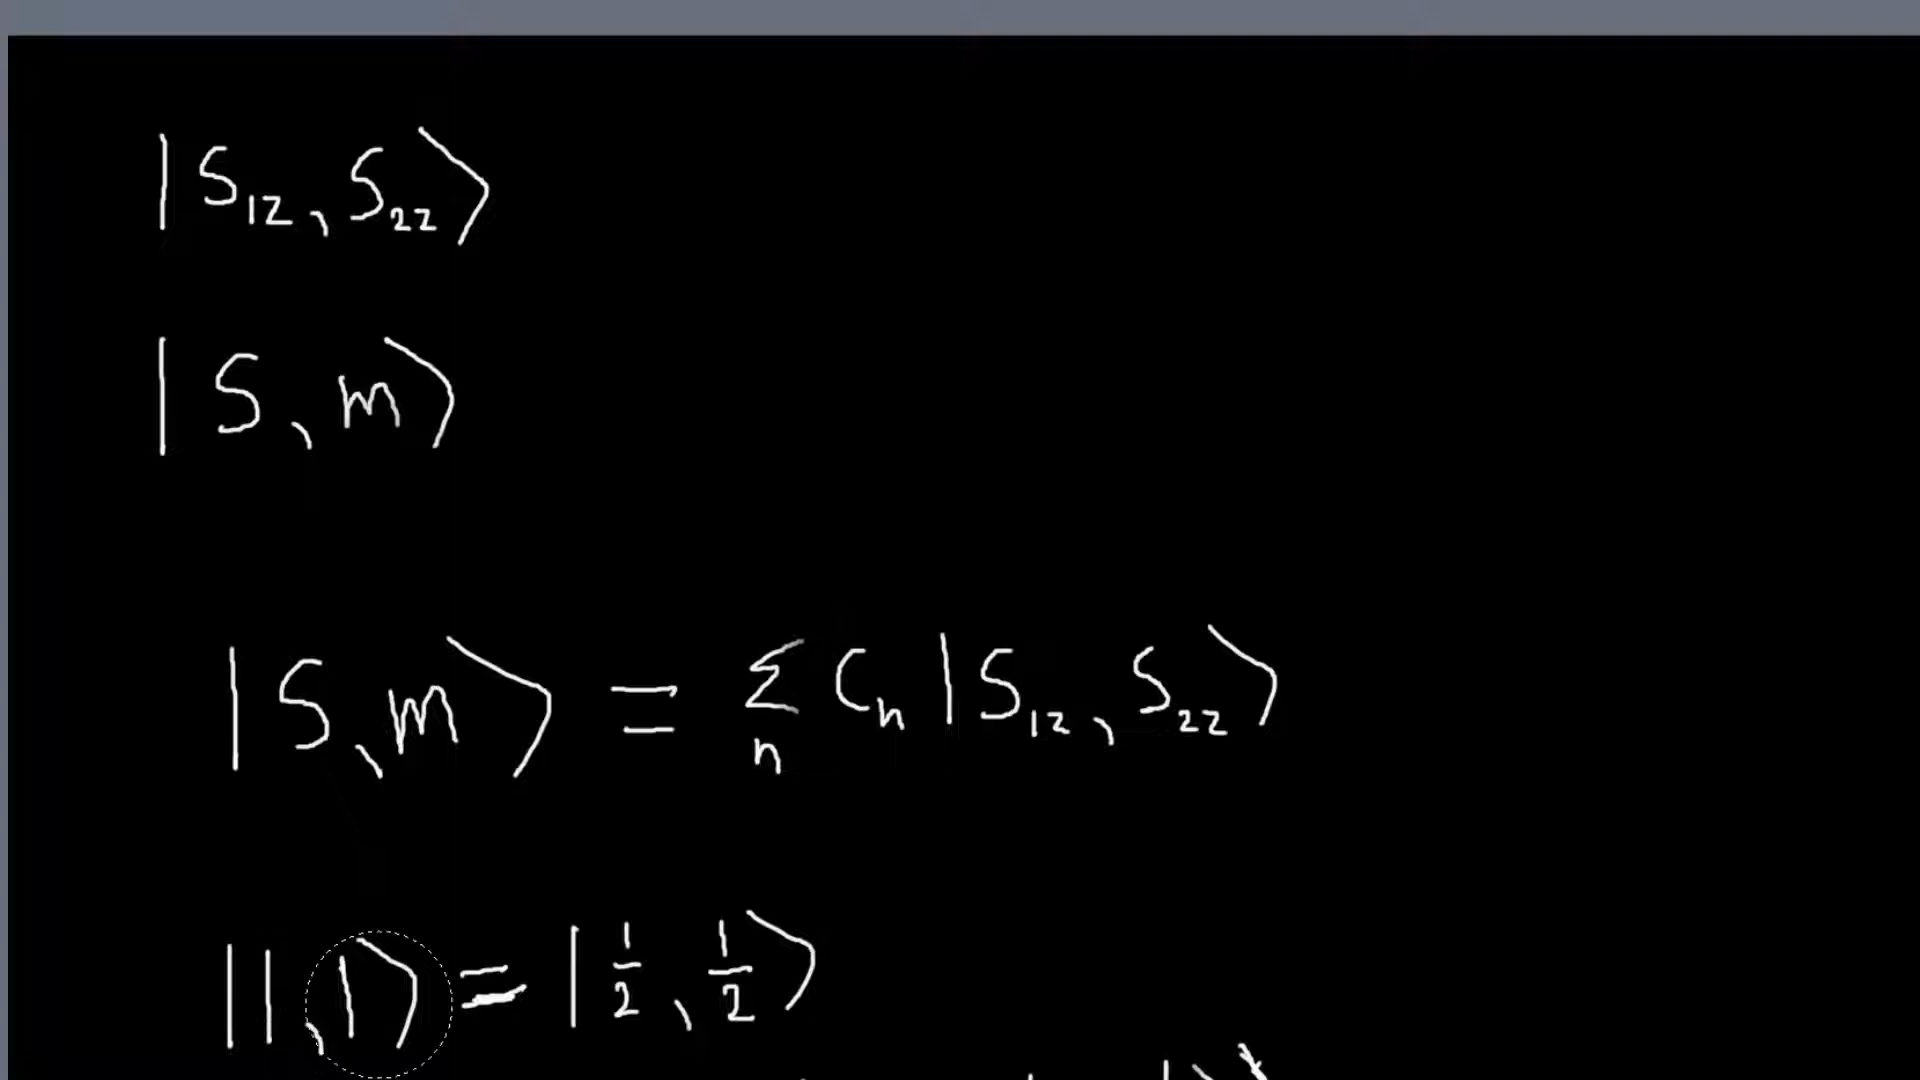 |S₁z, S₂z⟩
|S, m⟩
|S, m⟩ = Σₙ Cₙ |S₁z, S₂z⟩
|1, 1⟩ = |1/2, 1/2⟩